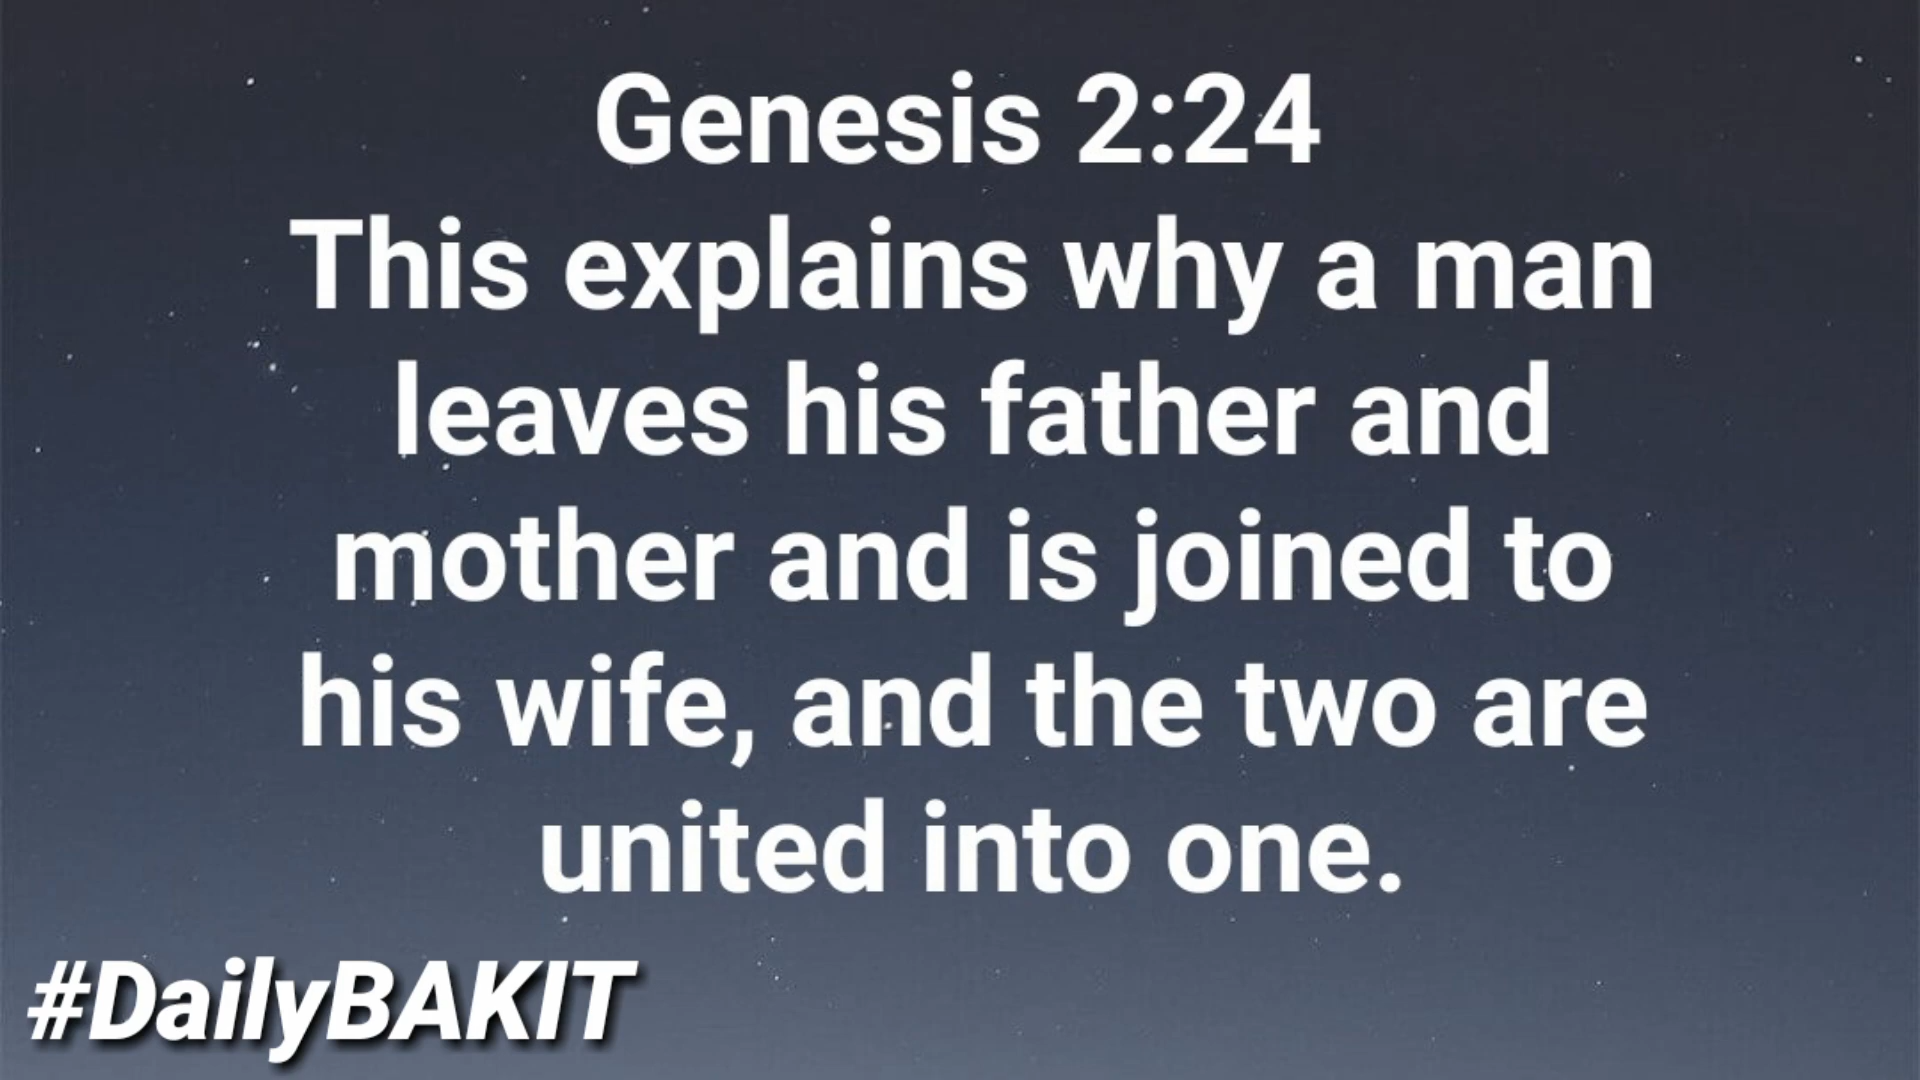 Genesis 2:24
This explains why a man
leaves his father and
mother and is joined to
his wife, and the two are
united into one.
#DailyBAKIT